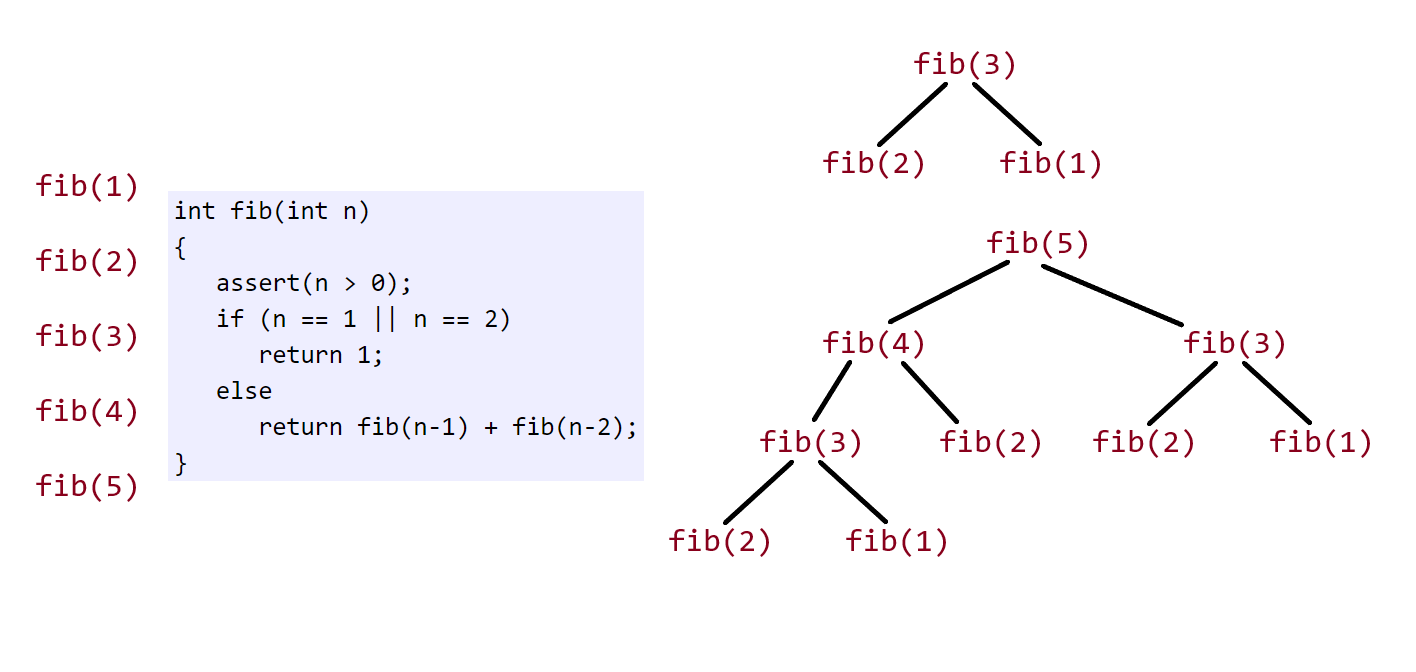 fib(1)
fib(2)
fib(3)
fib(4)
fib(5)
int fib(int n)
{
   assert(n > 0);
   if (n == 1 || n == 2)
      return 1;
   else
      return fib(n-1) + fib(n-2);
}
fib(3)
fib(2) fib(1)
fib(5)
fib(4) fib(3)
fib(3) fib(2) fib(2) fib(1)
fib(2) fib(1)